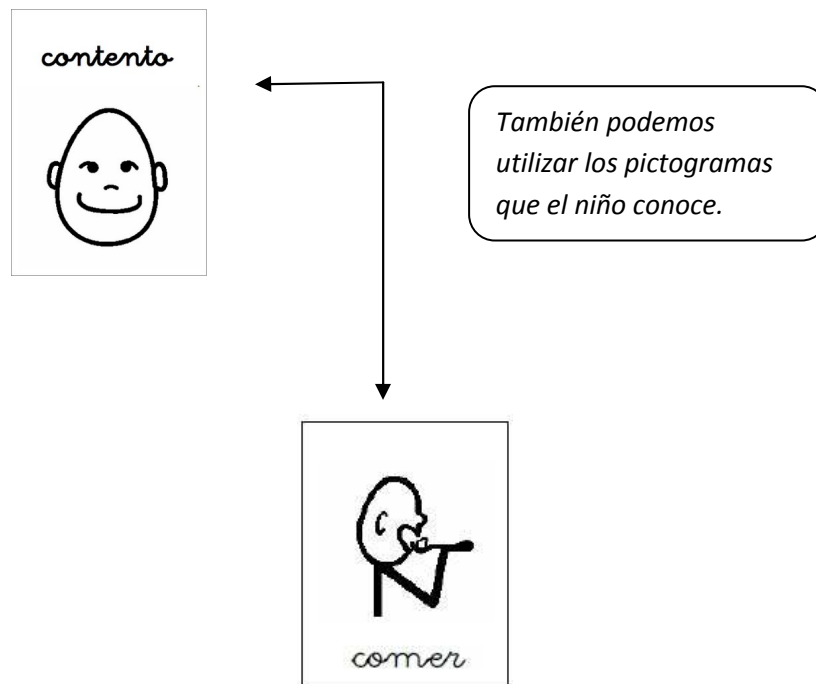 contento
También podemos
utilizar los pictogramas
que el niño conoce.
comer